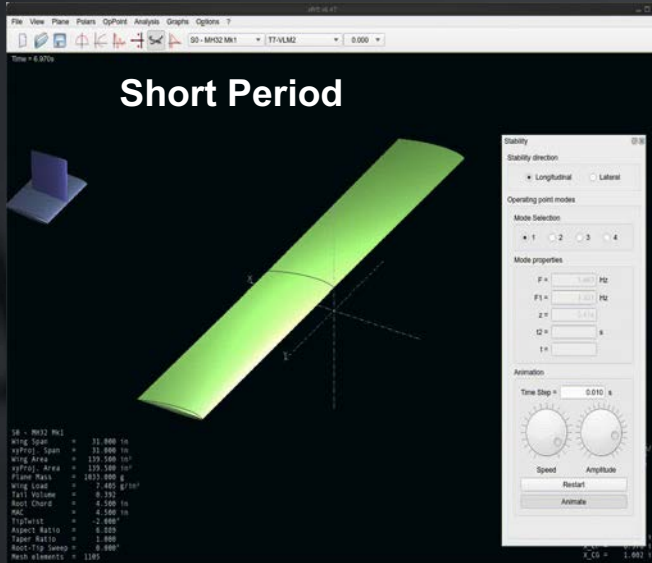 File View Plane Polars OpPoint Analysis Graphs Options ?
S0 - MH32 Mk1 T7-VLM2 0.000
Time = 6.970s
Short Period
Stability
Stability direction
Longitudinal Lateral
Operating point modes
Mode Selection
1 2 3 4
Mode properties
F = Hz
F1 = Hz
z =
t2 = s
τ =
Animation
Time Step = 0.010 s
Speed Amplitude
Restart
Animate
X
Y
S0 - MH32 Mk1
Wing Span = 31.000 in
xyProj. Span = 31.000 in
Wing Area = 139.500 in²
xyProj. Area = 139.500 in²
Plane Mass = 1033.000 g
Wing Load = 7.405 g/in²
Tail Volume = 0.392
Root Chord = 4.500 in
MAC = 4.500 in
TipTwist = -2.000°
Aspect Ratio = 6.889
Taper Ratio = 1.000
Root-Tip Sweep = 0.000°
Mesh elements = 1105
X_CG = 1.002